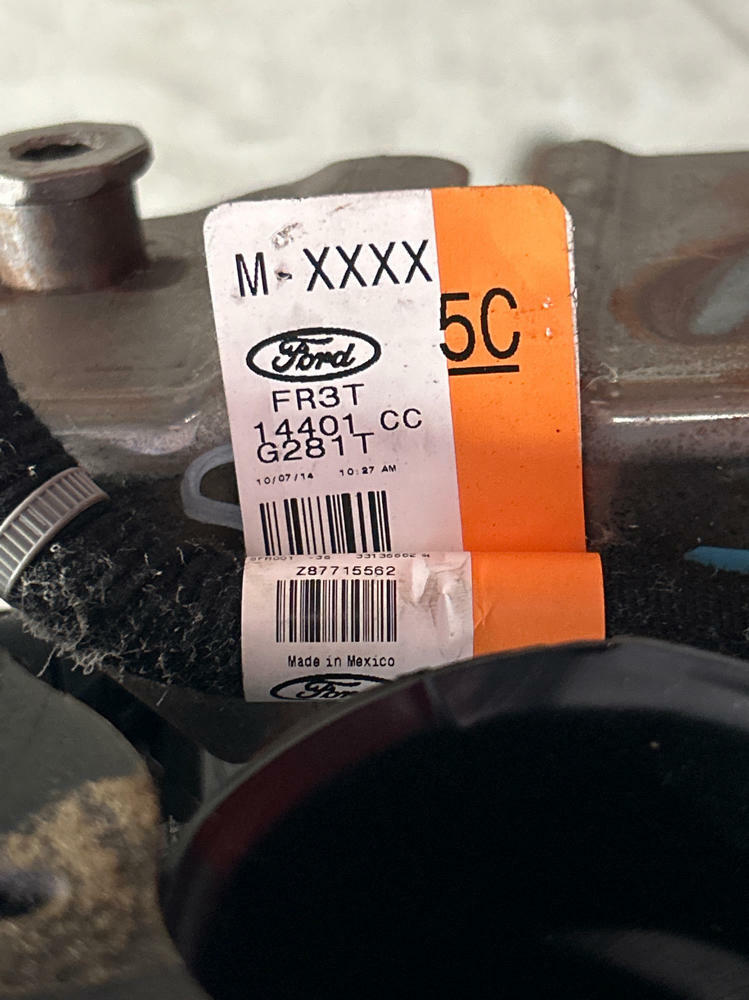 M-XXXX
5C
Ford
FR3T
14401 CC
G281T
10/07/14 10:27 AM
Z87715562
Made in Mexico
Ford